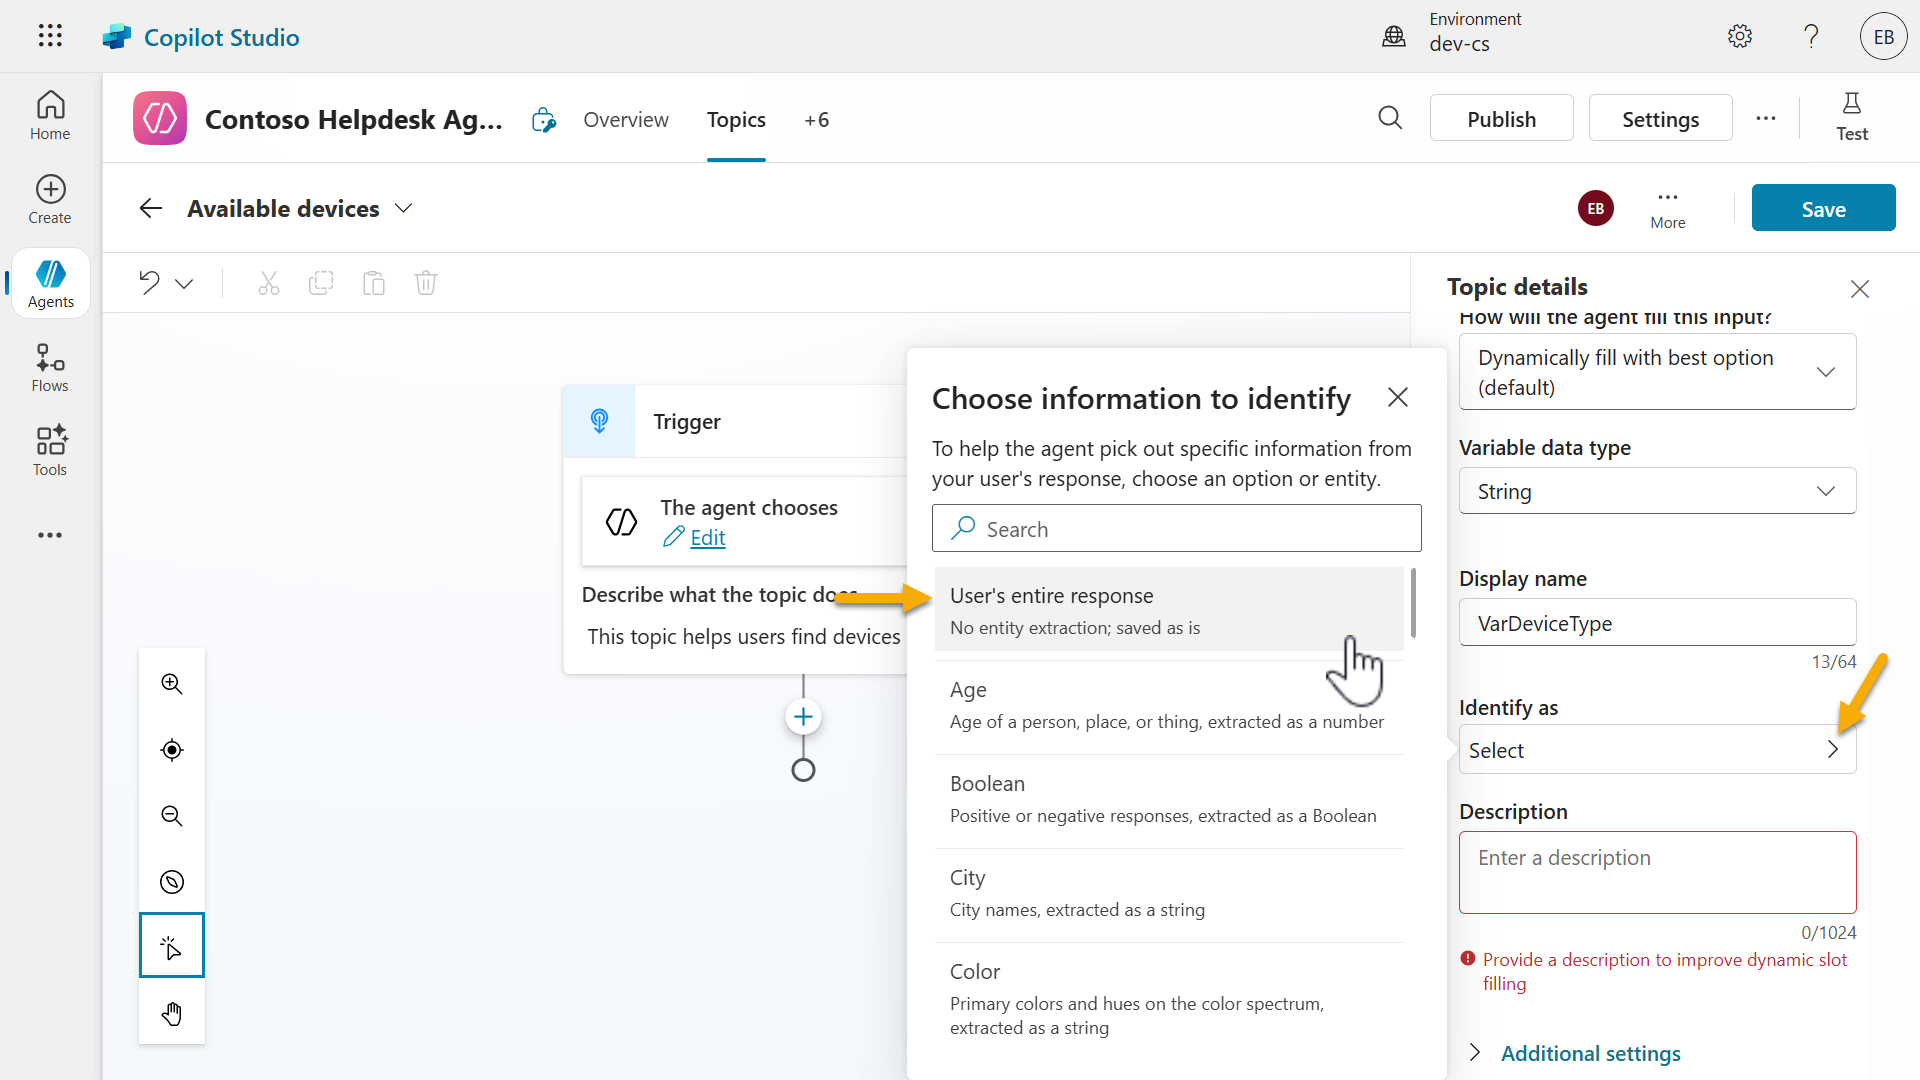 Copilot Studio
Environment
dev-cs
EB
Home
Create
Agents
Flows
Tools
Contoso Helpdesk Ag...
Overview
Topics
+6
Publish
Settings
Test
Available devices
EB
More
Save
Trigger
The agent chooses
Edit
Describe what the topic does
This topic helps users find devices
Choose information to identify
To help the agent pick out specific information from
your user's response, choose an option or entity.
Search
User's entire response
No entity extraction; saved as is
Age
Age of a person, place, or thing, extracted as a number
Boolean
Positive or negative responses, extracted as a Boolean
City
City names, extracted as a string
Color
Primary colors and hues on the color spectrum,
extracted as a string
Topic details
How will the agent fill this input?
Dynamically fill with best option
(default)
Variable data type
String
Display name
VarDeviceType
13/64
Identify as
Select
Description
Enter a description
0/1024
Provide a description to improve dynamic slot
filling
Additional settings